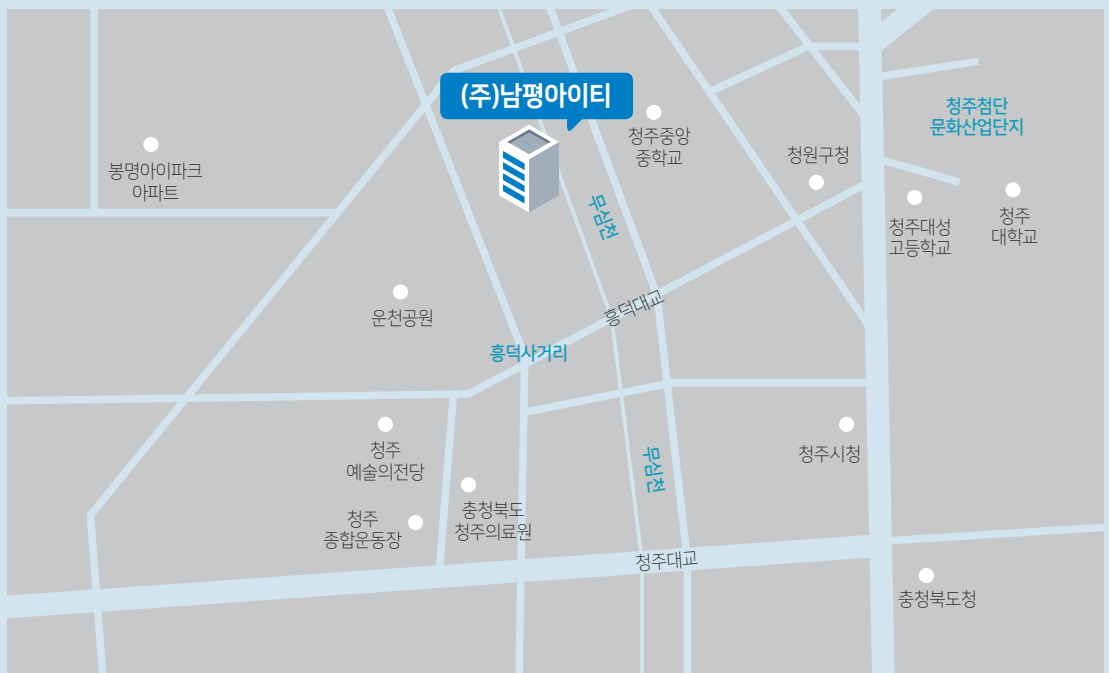 (주)남평아이티
청주첨단
문화산업단지
청주중앙
중학교
청원구청
봉명아이파크
아파트
무심천
청주대성
고등학교
청주
대학교
운천공원
흥덕대교
흥덕사거리
청주
예술의전당
무심천
청주시청
충청북도
청주의료원
청주
종합운동장
청주대교
충청북도청